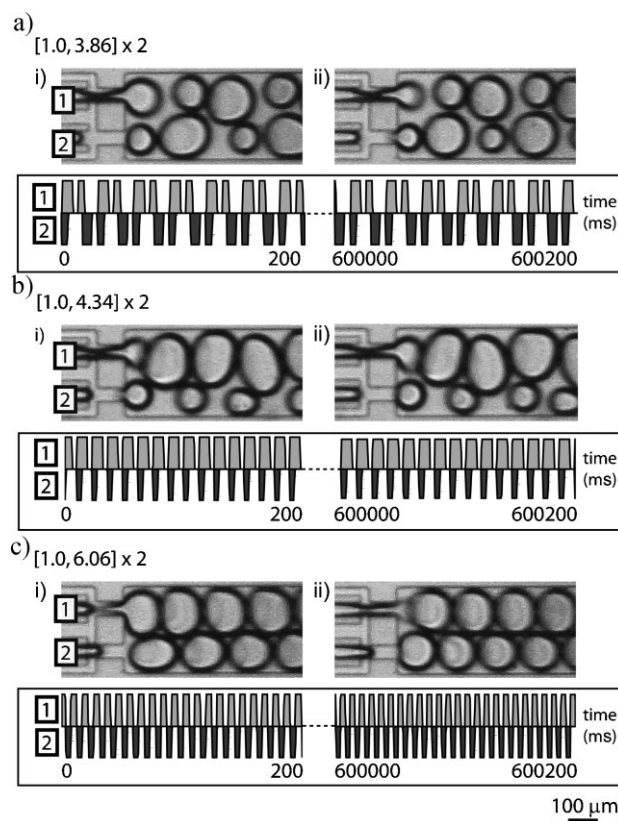 a)
[1.0, 3.86] x 2
i) ii)
1
2
1 time
2 (ms)
0 200 600000 600200
b)
[1.0, 4.34] x 2
i) ii)
1
2
1 time
2 (ms)
0 200 600000 600200
c)
[1.0, 6.06] x 2
i) ii)
1
2
1 time
2 (ms)
0 200 600000 600200
100 μm